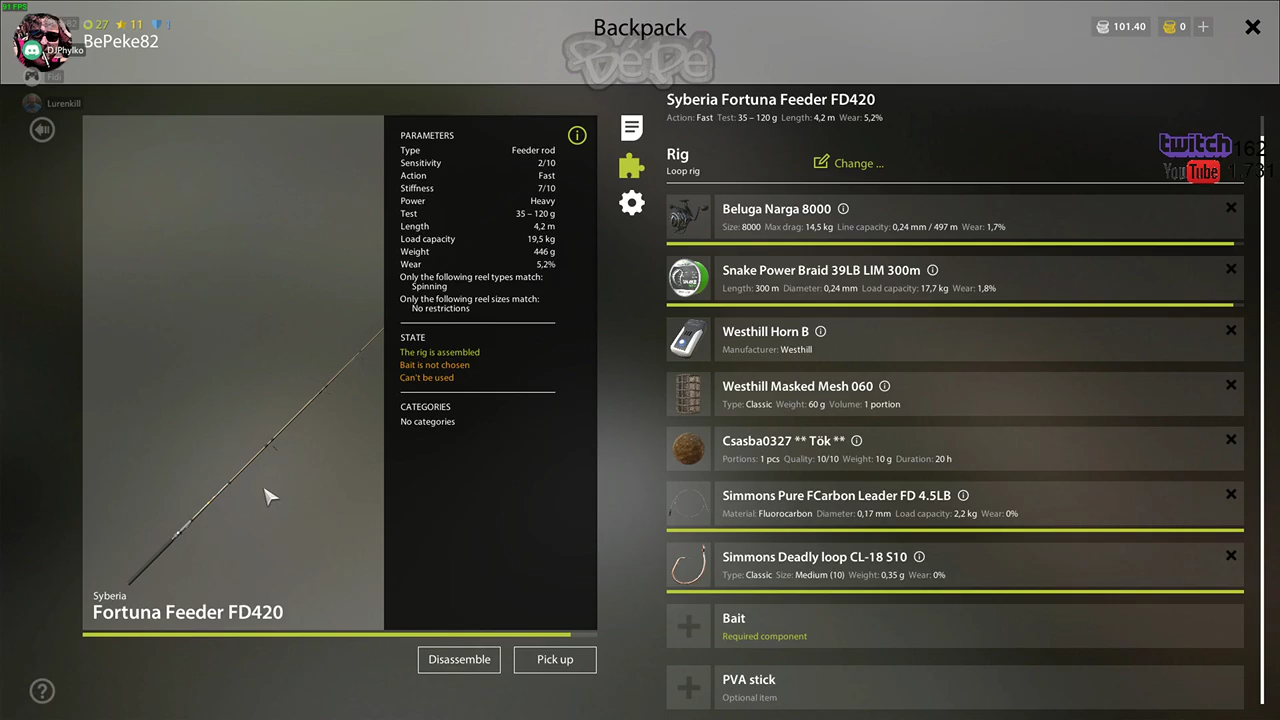 91 FPS
27 11 1
BePeke82
DJPhylko
Fidi
Lurenkill
Backpack
BéPé
101.40
0
PARAMETERS
Type Feeder rod
Sensitivity 2/10
Action Fast
Stiffness 7/10
Power Heavy
Test 35 – 120 g
Length 4,2 m
Load capacity 19,5 kg
Weight 446 g
Wear 5,2%
Only the following reel types match:
Spinning
Only the following reel sizes match:
No restrictions
STATE
The rig is assembled
Bait is not chosen
Can't be used
CATEGORIES
No categories
Syberia
Fortuna Feeder FD420
Disassemble
Pick up
?
Syberia Fortuna Feeder FD420
Action: Fast Test: 35 – 120 g Length: 4,2 m Wear: 5,2%
Rig
Loop rig
Change ...
twitch 162
YouTube 1,731
Beluga Narga 8000
Size: 8000 Max drag: 14,5 kg Line capacity: 0,24 mm / 497 m Wear: 1,7%
Snake Power Braid 39LB LIM 300m
Length: 300 m Diameter: 0,24 mm Load capacity: 17,7 kg Wear: 1,8%
Westhill Horn B
Manufacturer: Westhill
Westhill Masked Mesh 060
Type: Classic Weight: 60 g Volume: 1 portion
Csasba0327 ** Tök **
Portions: 1 pcs Quality: 10/10 Weight: 10 g Duration: 20 h
Simmons Pure FCarbon Leader FD 4.5LB
Material: Fluorocarbon Diameter: 0,17 mm Load capacity: 2,2 kg Wear: 0%
Simmons Deadly loop CL-18 S10
Type: Classic Size: Medium (10) Weight: 0,35 g Wear: 0%
Bait
Required component
PVA stick
Optional item